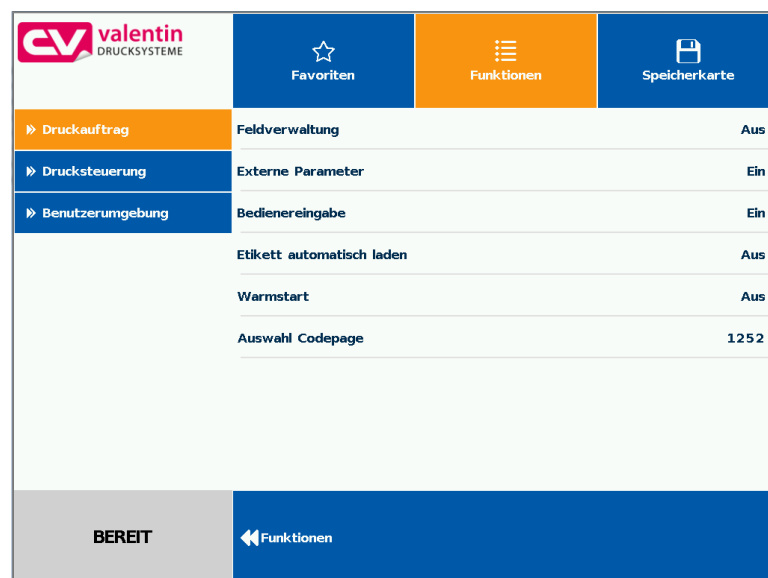 valentin
DRUCKSYSTEME
Favoriten
Funktionen
Speicherkarte
Druckauftrag
Drucksteuerung
Benutzerumgebung
Feldverwaltung Aus
Externe Parameter Ein
Bedienereingabe Ein
Etikett automatisch laden Aus
Warmstart Aus
Auswahl Codepage 1252
BEREIT
Funktionen